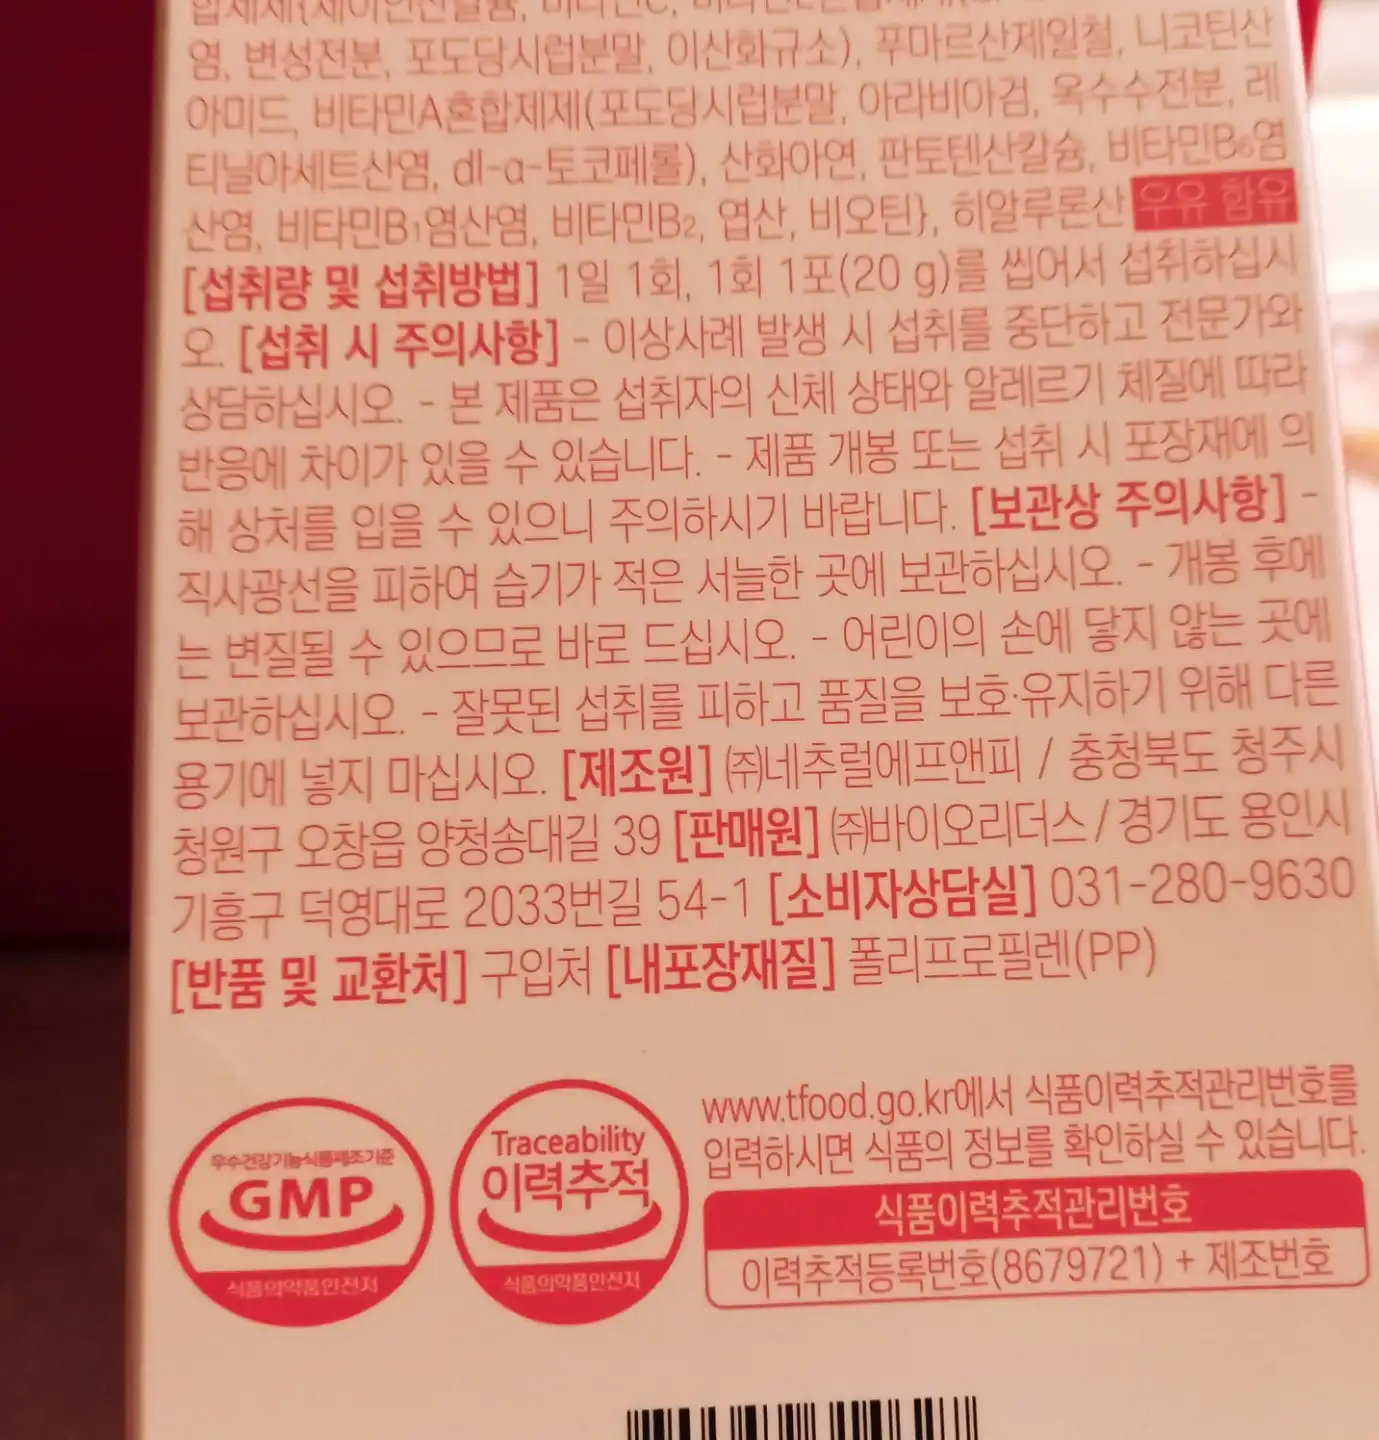 염, 변성전분, 포도당시럽분말, 이산화규소), 푸마르산제일철, 니코틴산
아미드, 비타민A혼합제제(포도당시럽분말, 아라비아검, 옥수수전분, 레
티닐아세트산염, dl-α-토코페롤), 산화아연, 판토텐산칼슘, 비타민B6염
산염, 비타민B1염산염, 비타민B2, 엽산, 비오틴}, 히알루론산 우유 함유
[섭취량 및 섭취방법] 1일 1회, 1회 1포(20 g)를 씹어서 섭취하십시
오. [섭취 시 주의사항] - 이상사례 발생 시 섭취를 중단하고 전문가와
상담하십시오. - 본 제품은 섭취자의 신체 상태와 알레르기 체질에 따라
반응에 차이가 있을 수 있습니다. - 제품 개봉 또는 섭취 시 포장재에 의
해 상처를 입을 수 있으니 주의하시기 바랍니다. [보관상 주의사항] -
직사광선을 피하여 습기가 적은 서늘한 곳에 보관하십시오. - 개봉 후에
는 변질될 수 있으므로 바로 드십시오. - 어린이의 손에 닿지 않는 곳에
보관하십시오. - 잘못된 섭취를 피하고 품질을 보호·유지하기 위해 다른
용기에 넣지 마십시오. [제조원] ㈜네추럴에프앤피 / 충청북도 청주시
청원구 오창읍 양청송대길 39 [판매원] ㈜바이오리더스 / 경기도 용인시
기흥구 덕영대로 2033번길 54-1 [소비자상담실] 031-280-9630
[반품 및 교환처] 구입처 [내포장재질] 폴리프로필렌(PP)
우수건강기능식품제조기준
GMP
식품의약품안전처
Traceability
이력추적
식품의약품안전처
www.tfood.go.kr에서 식품이력추적관리번호를
입력하시면 식품의 정보를 확인하실 수 있습니다.
식품이력추적관리번호
이력추적등록번호(8679721) + 제조번호